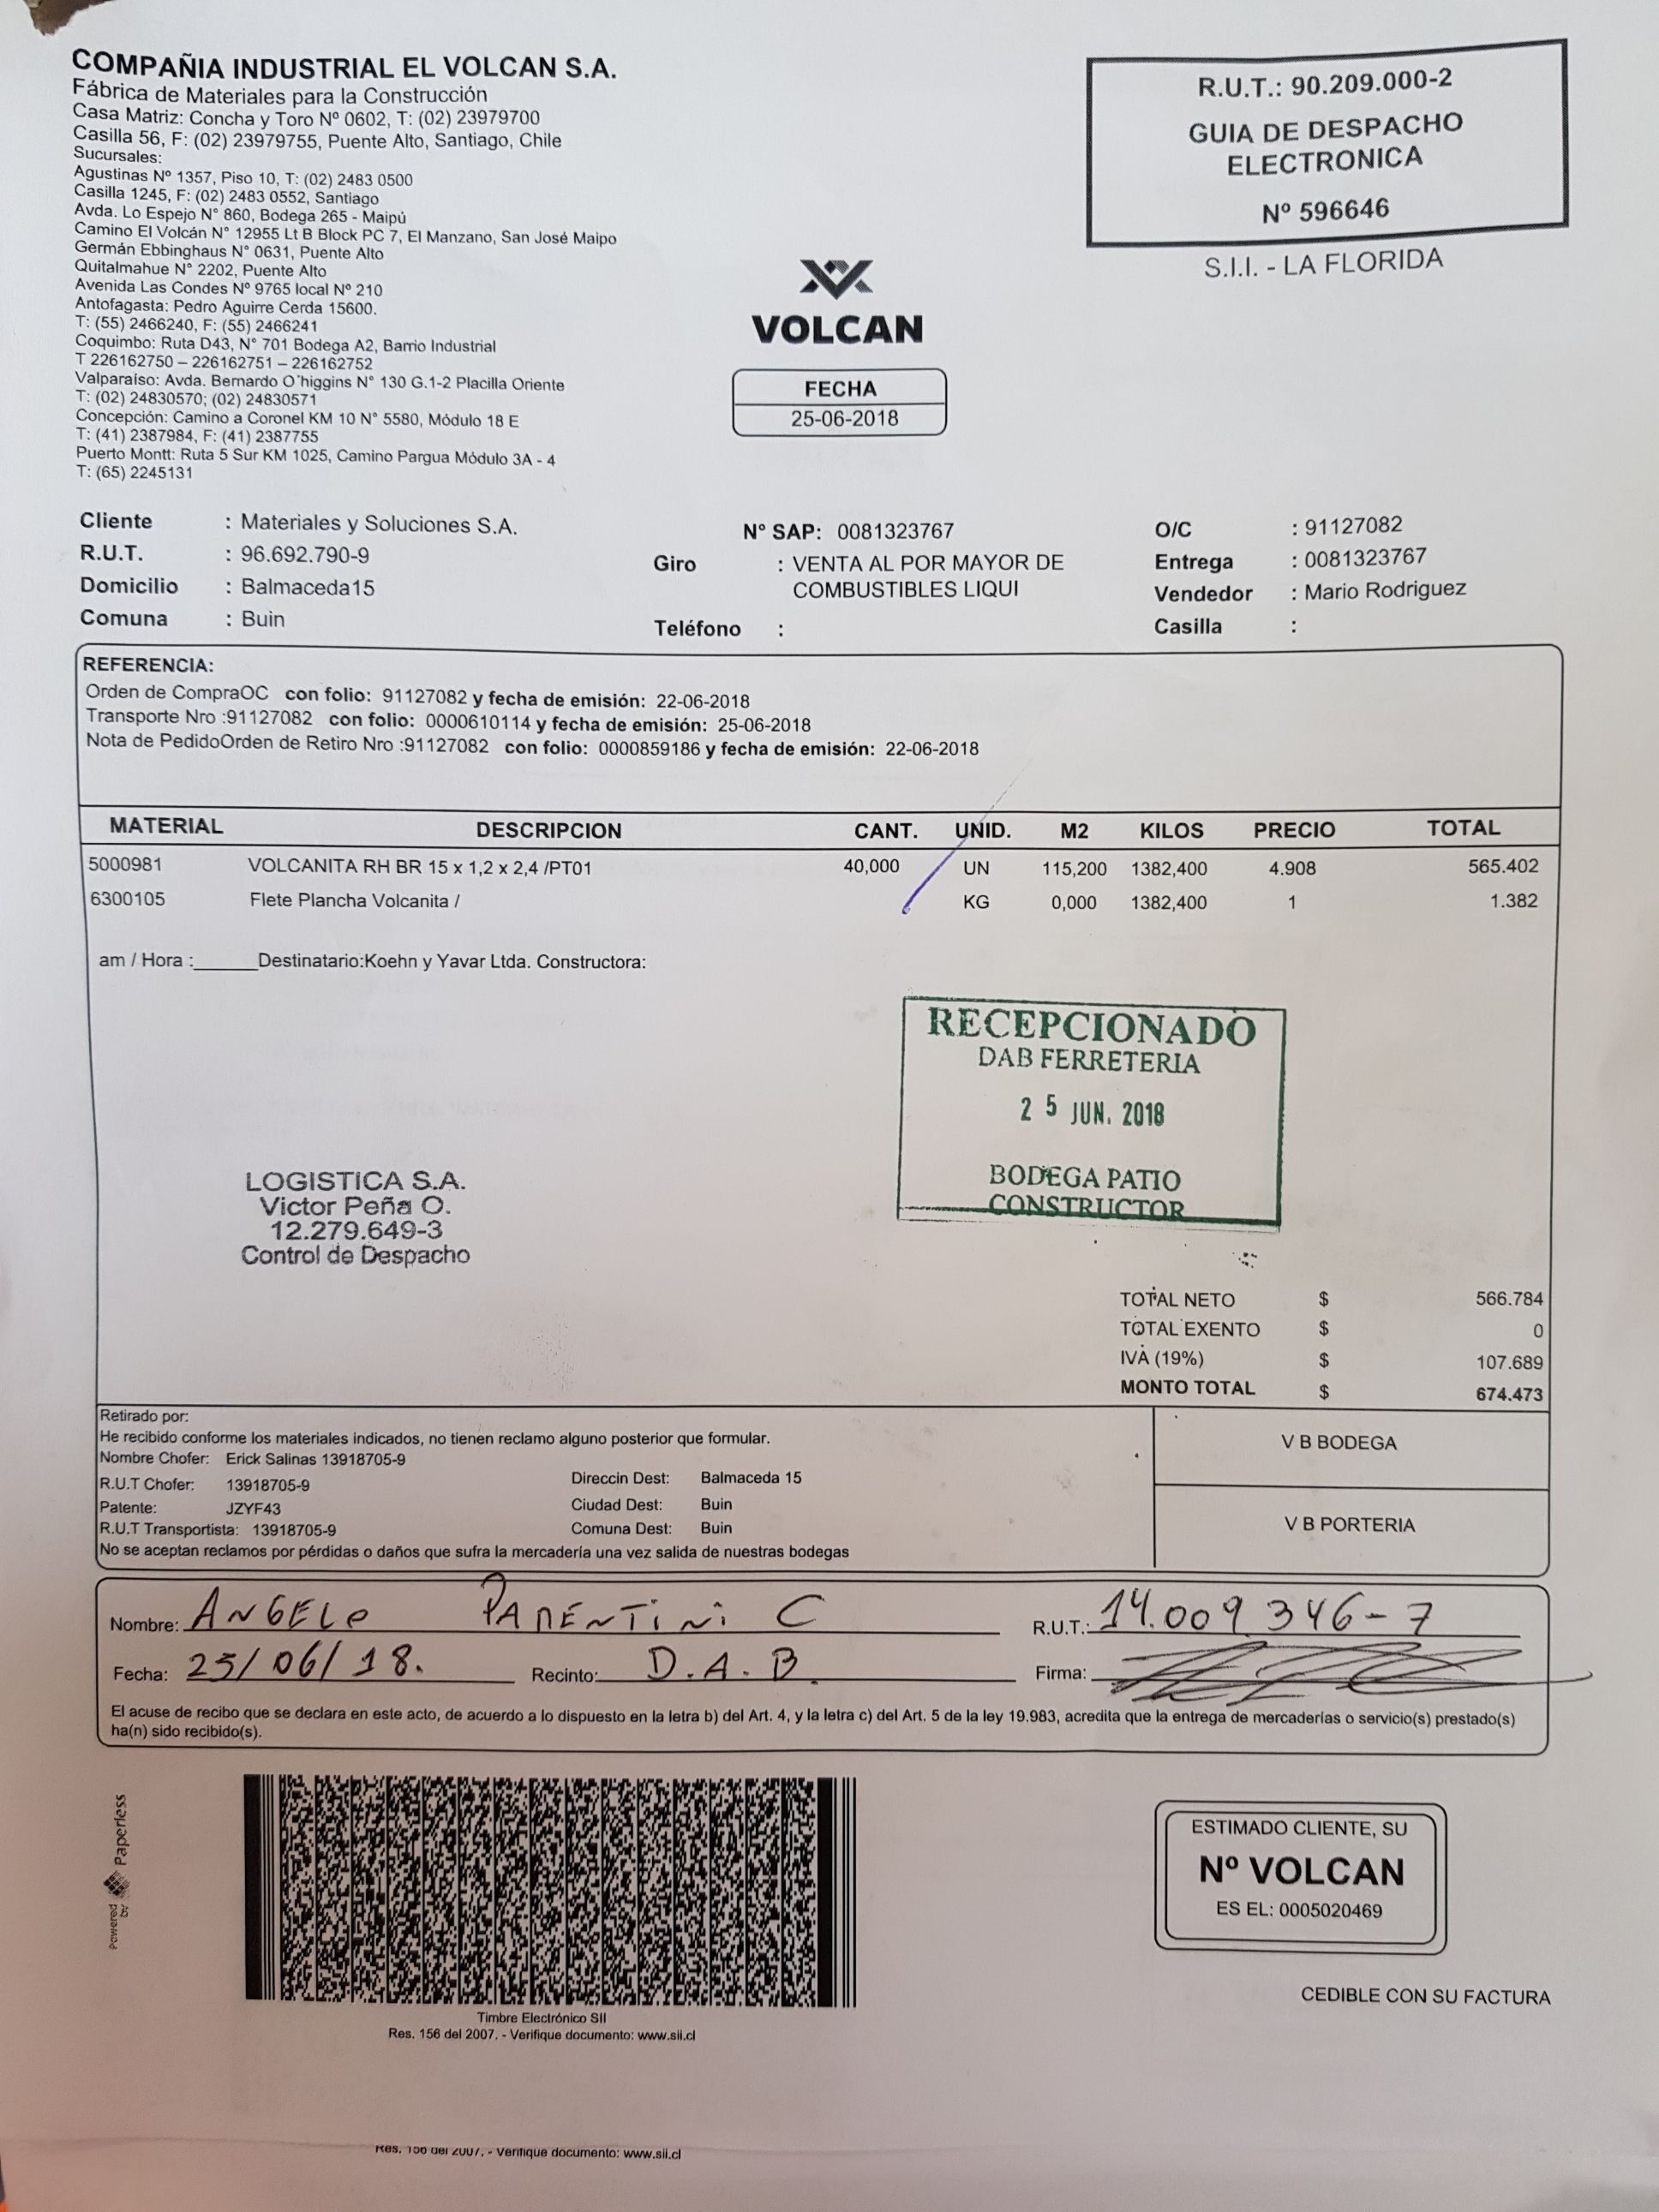 COMPAÑIA INDUSTRIAL EL VOLCAN S.A.
Fábrica de Materiales para la Construcción
Casa Matriz: Concha y Toro Nº 0602, T: (02) 23979700
Casilla 56, F: (02) 23979755, Puente Alto, Santiago, Chile
Sucursales:
Agustinas Nº 1357, Piso 10, T: (02) 2483 0500
Casilla 1245, F: (02) 2483 0552, Santiago
Avda. Lo Espejo N° 860, Bodega 265 - Maipú
Camino El Volcán N° 12955 Lt B Block PC 7, El Manzano, San José Maipo
Germán Ebbinghaus N° 0631, Puente Alto
Quitalmahue N° 2202, Puente Alto
Avenida Las Condes Nº 9765 local Nº 210
Antofagasta: Pedro Aguirre Cerda 15600.
T: (55) 2466240, F: (55) 2466241
Coquimbo: Ruta D43, N° 701 Bodega A2, Barrio Industrial
T 226162750 – 226162751 – 226162752
Valparaíso: Avda. Bernardo O'higgins N° 130 G.1-2 Placilla Oriente
T: (02) 24830570; (02) 24830571
Concepción: Camino a Coronel KM 10 N° 5580, Módulo 18 E
T: (41) 2387984, F: (41) 2387755
Puerto Montt: Ruta 5 Sur KM 1025, Camino Pargua Módulo 3A - 4
T: (65) 2245131
R.U.T.: 90.209.000-2
GUIA DE DESPACHO
ELECTRONICA
Nº 596646
S.I.I. - LA FLORIDA
VOLCAN
FECHA
25-06-2018
Cliente : Materiales y Soluciones S.A.
R.U.T. : 96.692.790-9
Domicilio : Balmaceda15
Comuna : Buin
N° SAP: 0081323767
Giro : VENTA AL POR MAYOR DE
COMBUSTIBLES LIQUI
Teléfono :
O/C : 91127082
Entrega : 0081323767
Vendedor : Mario Rodriguez
Casilla :
REFERENCIA:
Orden de CompraOC con folio: 91127082 y fecha de emisión: 22-06-2018
Transporte Nro :91127082 con folio: 0000610114 y fecha de emisión: 25-06-2018
Nota de PedidoOrden de Retiro Nro :91127082 con folio: 0000859186 y fecha de emisión: 22-06-2018
MATERIAL DESCRIPCION CANT. UNID. M2 KILOS PRECIO TOTAL
5000981 VOLCANITA RH BR 15 x 1,2 x 2,4 /PT01 40,000 UN 115,200 1382,400 4.908 565.402
6300105 Flete Plancha Volcanita / KG 0,000 1382,400 1 1.382
am / Hora :______Destinatario:Koehn y Yavar Ltda. Constructora:
RECEPCIONADO
DAB FERRETERIA
25 JUN. 2018
BODEGA PATIO
CONSTRUCTOR
LOGISTICA S.A.
Victor Peña O.
12.279.649-3
Control de Despacho
TOTAL NETO $ 566.784
TOTAL EXENTO $ 0
IVA (19%) $ 107.689
MONTO TOTAL $ 674.473
Retirado por:
He recibido conforme los materiales indicados, no tienen reclamo alguno posterior que formular.
Nombre Chofer: Erick Salinas 13918705-9
R.U.T Chofer: 13918705-9
Patente: JZYF43
R.U.T Transportista: 13918705-9
Direccin Dest: Balmaceda 15
Ciudad Dest: Buin
Comuna Dest: Buin
No se aceptan reclamos por pérdidas o daños que sufra la mercadería una vez salida de nuestras bodegas
V B BODEGA
V B PORTERIA
Nombre: ANGELO PARENTINI C
R.U.T.: 14.009.346-7
Fecha: 25/06/18. Recinto: D.A.B. Firma:
El acuse de recibo que se declara en este acto, de acuerdo a lo dispuesto en la letra b) del Art. 4, y la letra c) del Art. 5 de la ley 19.983, acredita que la entrega de mercaderías o servicio(s) prestado(s)
ha(n) sido recibido(s).
Powered by: Paperless
Timbre Electrónico SII
Res. 156 del 2007. - Verifique documento: www.sii.cl
ESTIMADO CLIENTE, SU
Nº VOLCAN
ES EL: 0005020469
CEDIBLE CON SU FACTURA
Res. 156 del 2007. - Verifique documento: www.sii.cl